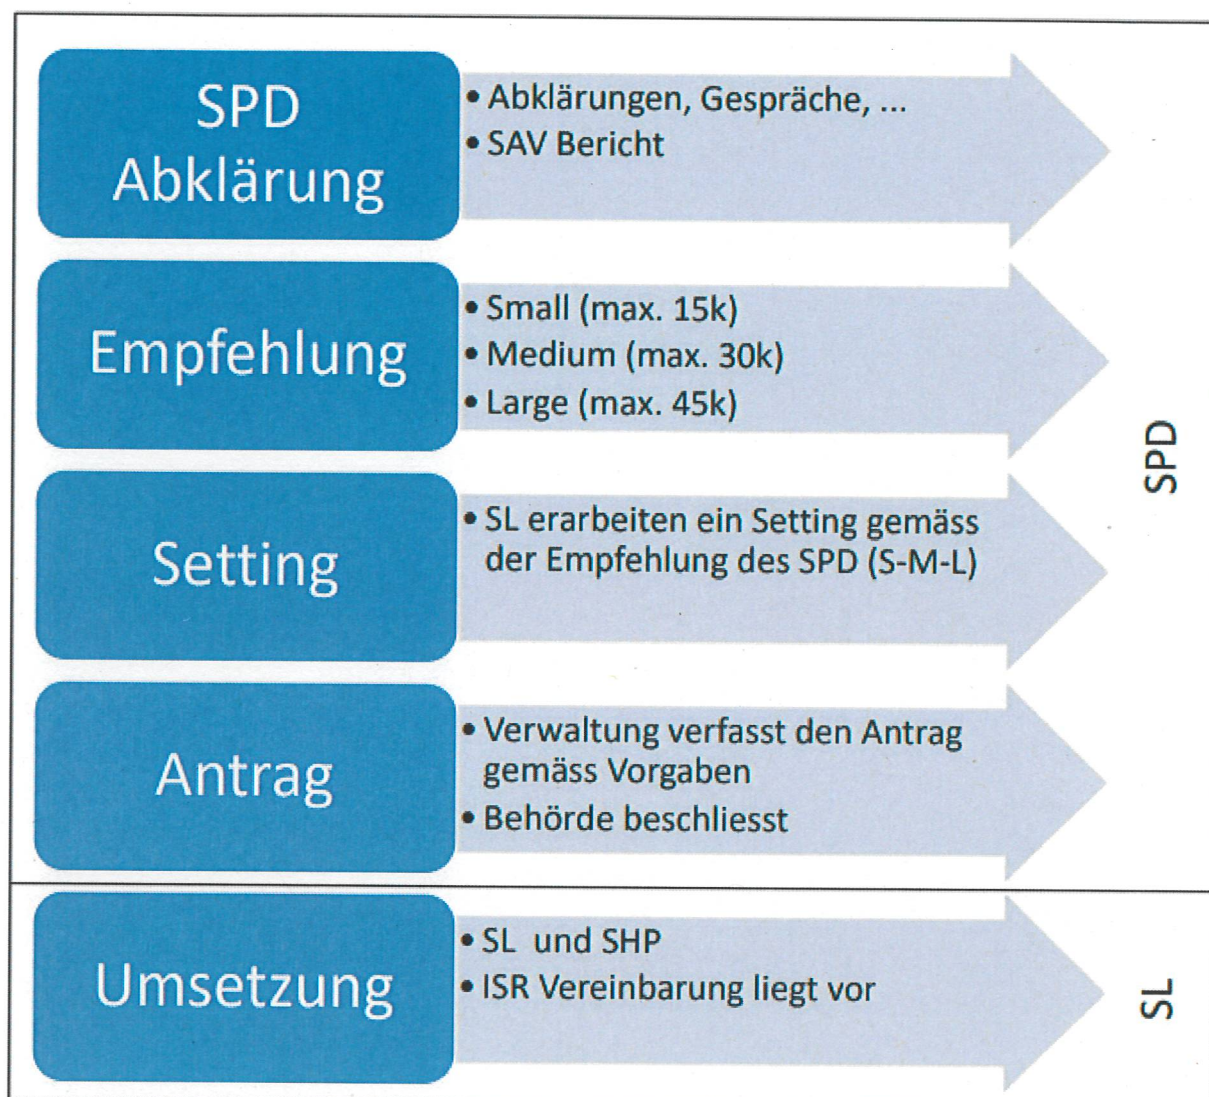 SPD
Abklärung
• Abklärungen, Gespräche, ...
• SAV Bericht
Empfehlung
• Small (max. 15k)
• Medium (max. 30k)
• Large (max. 45k)
Setting
• SL erarbeiten ein Setting gemäss
der Empfehlung des SPD (S-M-L)
Antrag
• Verwaltung verfasst den Antrag
gemäss Vorgaben
• Behörde beschliesst
SPD
Umsetzung
• SL und SHP
• ISR Vereinbarung liegt vor
SL